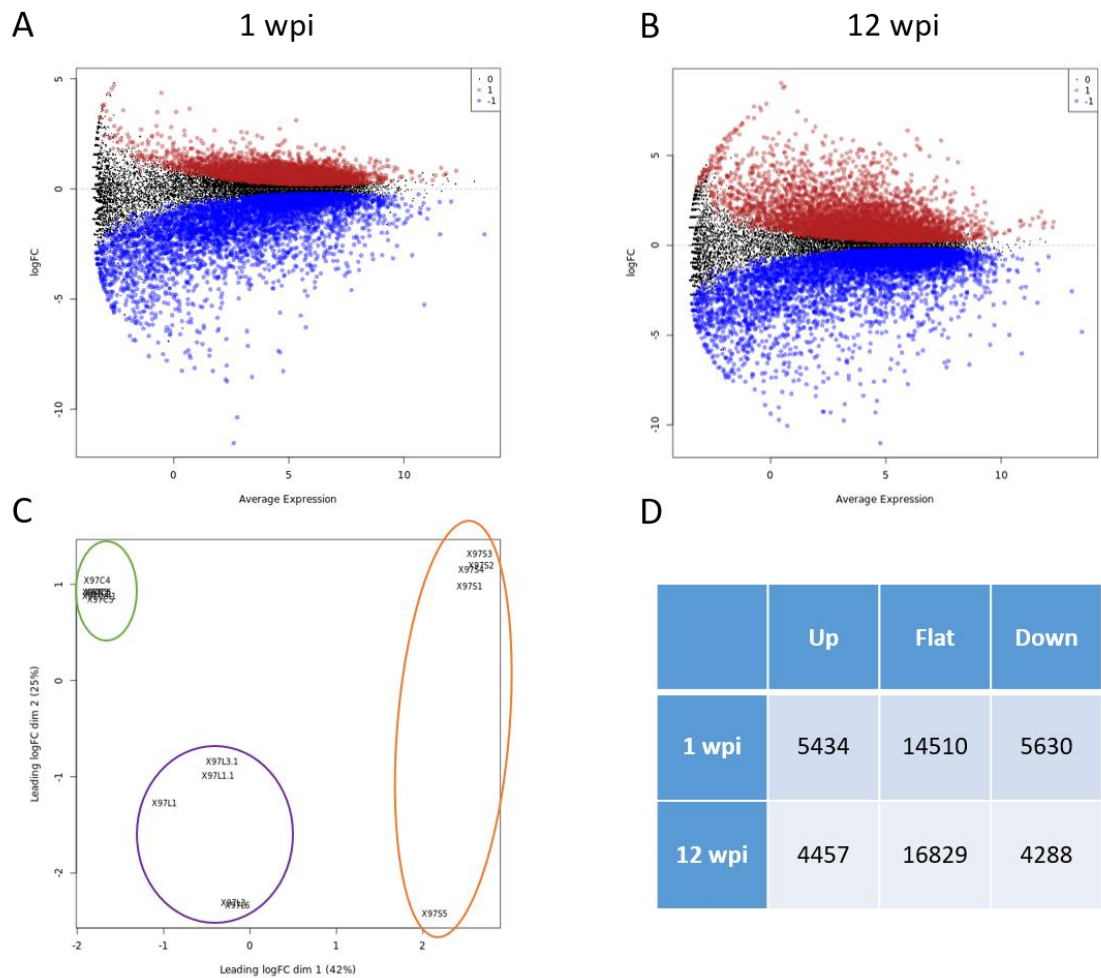 A
1 wpi
B
12 wpi
0
1
-1
0
1
-1
5
0
-5
-10
logFC
0
5
10
Average Expression
5
0
-5
-10
logFC
0
5
10
Average Expression
C
D
X97C4
X97S3
X97S2
X97S4
X97S1
X97L3.1
X97L1.1
X97L1
X97L6
X97S5
1
0
-1
-2
Leading logFC dim 2 (25%)
-2
-1
0
1
2
Leading logFC dim 1 (42%)
Up Flat Down
1 wpi 5434 14510 5630
12 wpi 4457 16829 4288